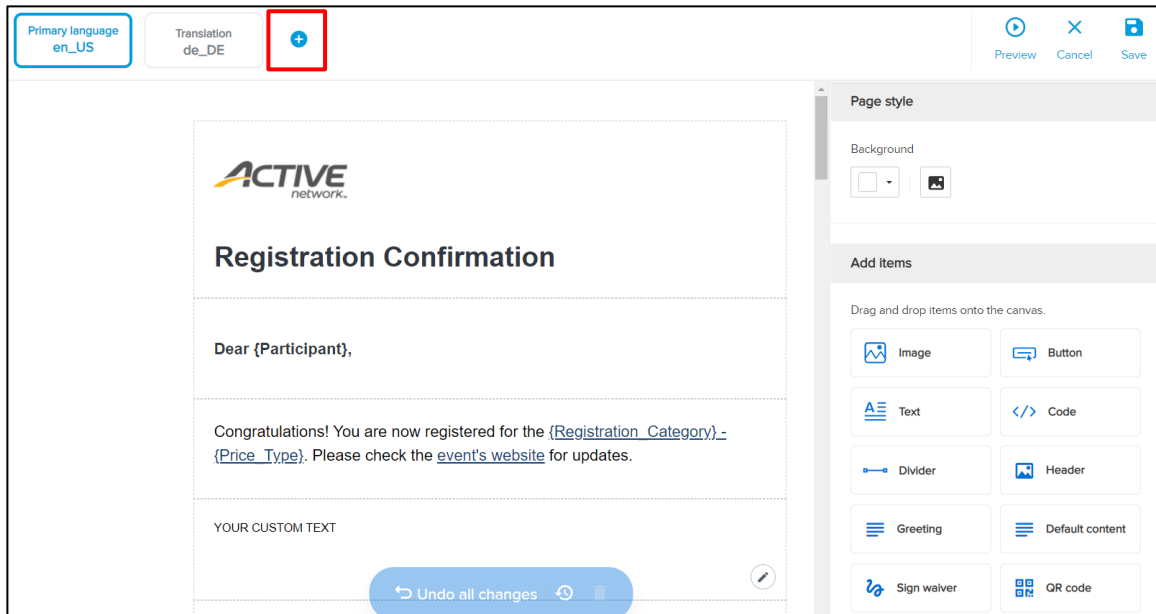 Primary language
en_US
Translation
de_DE
Preview
Cancel
Save
ACTIVE
network.
Registration Confirmation
Dear {Participant},
Congratulations! You are now registered for the {Registration_Category} -
{Price_Type}. Please check the event's website for updates.
YOUR CUSTOM TEXT
Undo all changes
Page style
Background
Add items
Drag and drop items onto the canvas.
Image
Button
Text
Code
Divider
Header
Greeting
Default content
Sign waiver
QR code